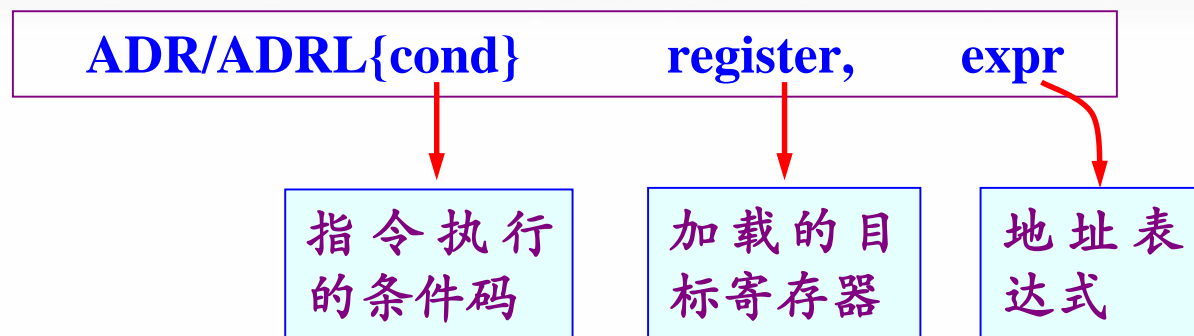 ADR/ADRL{cond} register, expr
指令执行
的条件码
加载的目
标寄存器
地址表
达式